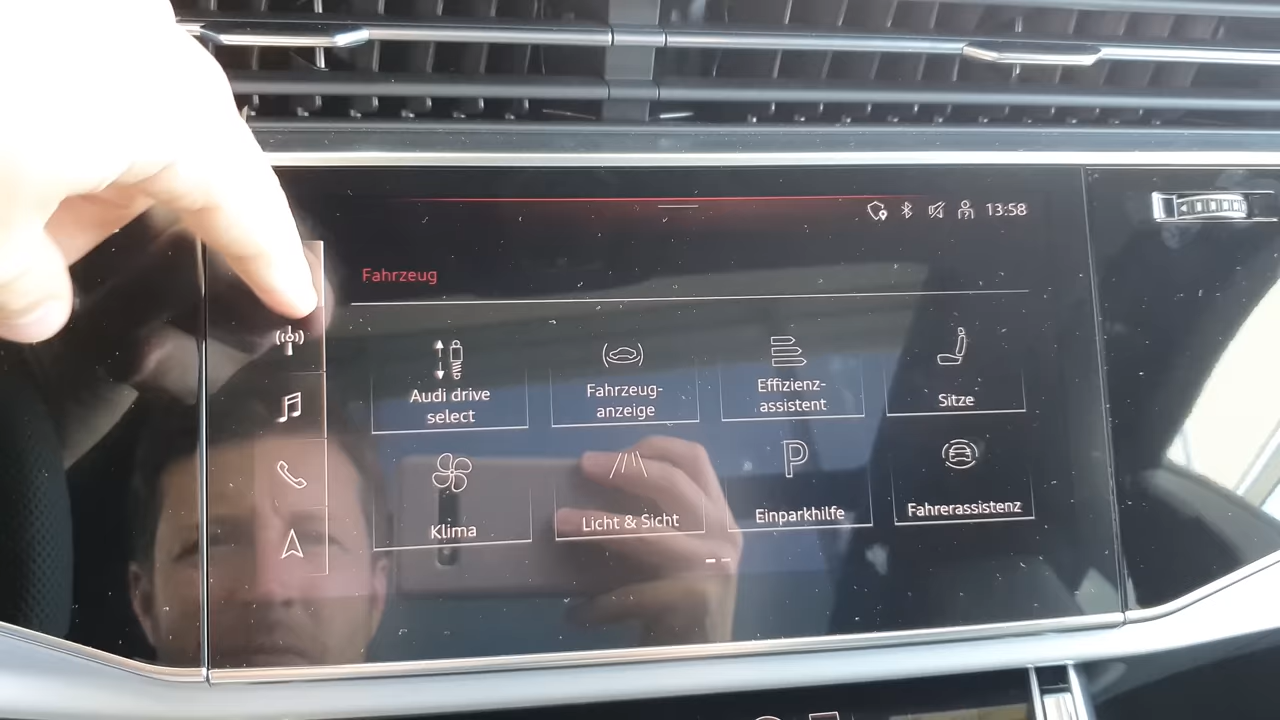 13:58
Fahrzeug
Audi drive
select
Fahrzeug-
anzeige
Effizienz-
assistent
Sitze
Klima
Licht & Sicht
P
Einparkhilfe
Fahrerassistenz